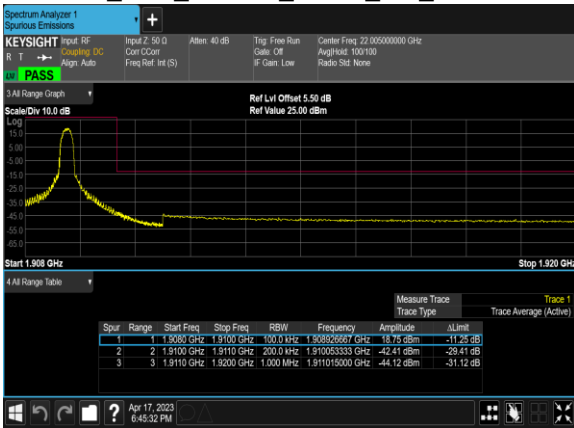 Spectrum Analyzer 1
Spurious Emissions
KEYSIGHT Input: RF Input Z: 50 Ω Atten: 40 dB Trig: Free Run Center Freq: 22.005000000 GHz
R T Coupling: DC Corr CCorr Gate: Off Avg|Hold: 100/100
Align: Auto Freq Ref: Int (S) IF Gain: Low Radio Std: None
PASS
3 All Range Graph
Ref Lvl Offset 5.50 dB
Scale/Div 10.0 dB Ref Value 25.00 dBm
Log
15.0
5.00
-5.00
-15.0
-25.0
-35.0
-45.0
-55.0
-65.0
Start 1.908 GHz Stop 1.920 GHz
4 All Range Table
Measure Trace Trace 1
Trace Type Trace Average (Active)
Spur Range Start Freq Stop Freq RBW Frequency Amplitude ΔLimit
1 1 1.9080 GHz 1.9100 GHz 100.0 kHz 1.908926667 GHz 18.75 dBm -11.25 dB
2 2 1.9100 GHz 1.9110 GHz 200.0 kHz 1.910053333 GHz -42.41 dBm -29.41 dB
3 3 1.9110 GHz 1.9200 GHz 1.000 MHz 1.911015000 GHz -44.12 dBm -31.12 dB
? Apr 17, 2023
6:45:32 PM